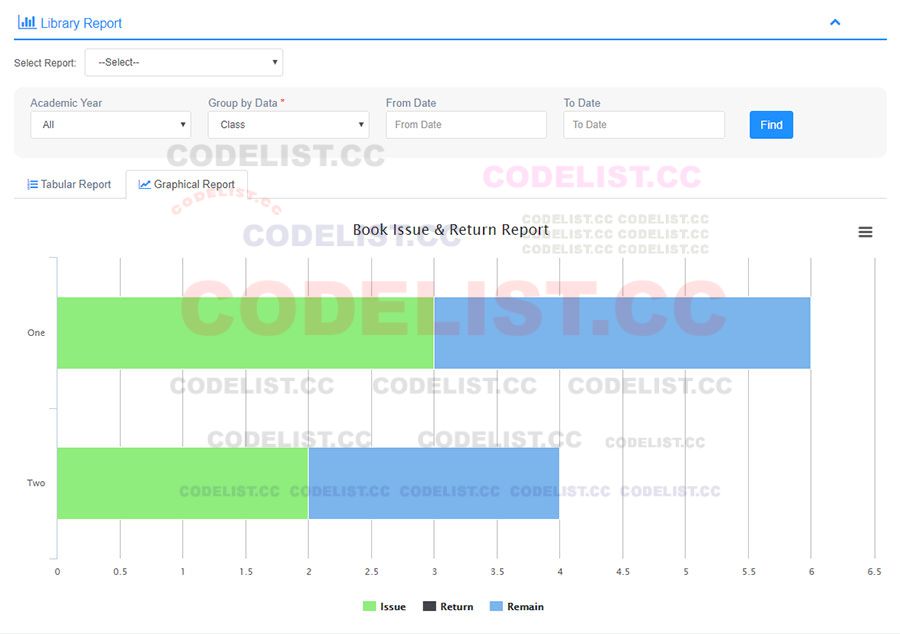 Library Report
Select Report: --Select--
Academic Year Group by Data * From Date To Date
All Class From Date To Date Find
CODELIST.CC
CODELIST.CC
Tabular Report Graphical Report
CODELIST.CC
CODELIST.CC CODELIST.CC
Book Issue & Return Report
CODELIST.CC
CODELIST.CC CODELIST.CC
CODELIST.CC CODELIST.CC
CODELIST.CC
One
CODELIST.CC CODELIST.CC CODELIST.CC
CODELIST.CC CODELIST.CC CODELIST.CC
Two
CODELIST.CC CODELIST.CC CODELIST.CC CODELIST.CC CODELIST.CC
0 0.5 1 1.5 2 2.5 3 3.5 4 4.5 5 5.5 6 6.5
Issue Return Remain